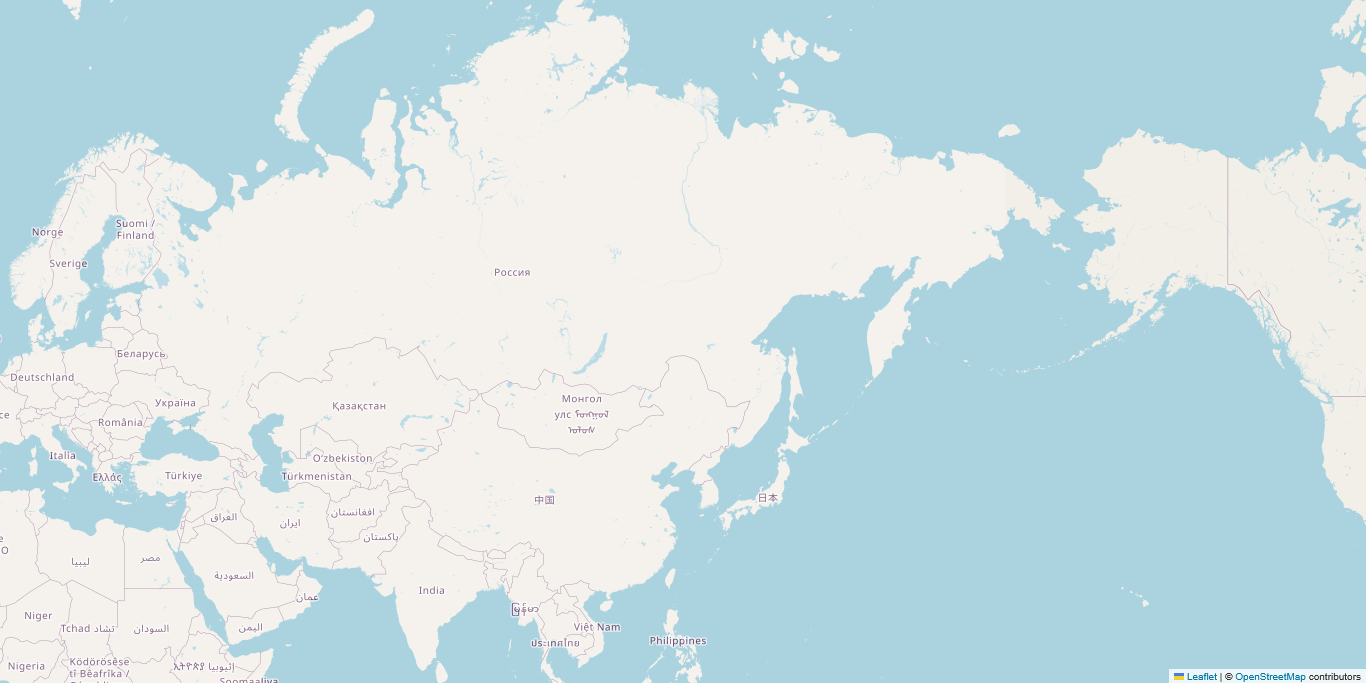 Suomi /
Finland
Norge
Sverige
Россия
Беларусь
Deutschland
Україна
Қазақстан
Монгол
улс ᠮᠣᠩᠭᠣᠯ
ᠤᠯᠤᠰ
ce
România
Italia
Ελλάς
Türkiye
Oʻzbekiston
Türkmenistan
中国
日本
العراق
ایران
افغانستان
پاکستان
ليبيا
مصر
السعودية
عمان
India
မြန်မာ
Niger
Tchad تشاد
السودان
اليمن
Việt Nam
ประเทศไทย
Philippines
Nigeria
Ködörösêse
tî Bêafrîka /
ኢትዮጵያ إثيوبيا
Soomaaliya
Leaflet | © OpenStreetMap contributors